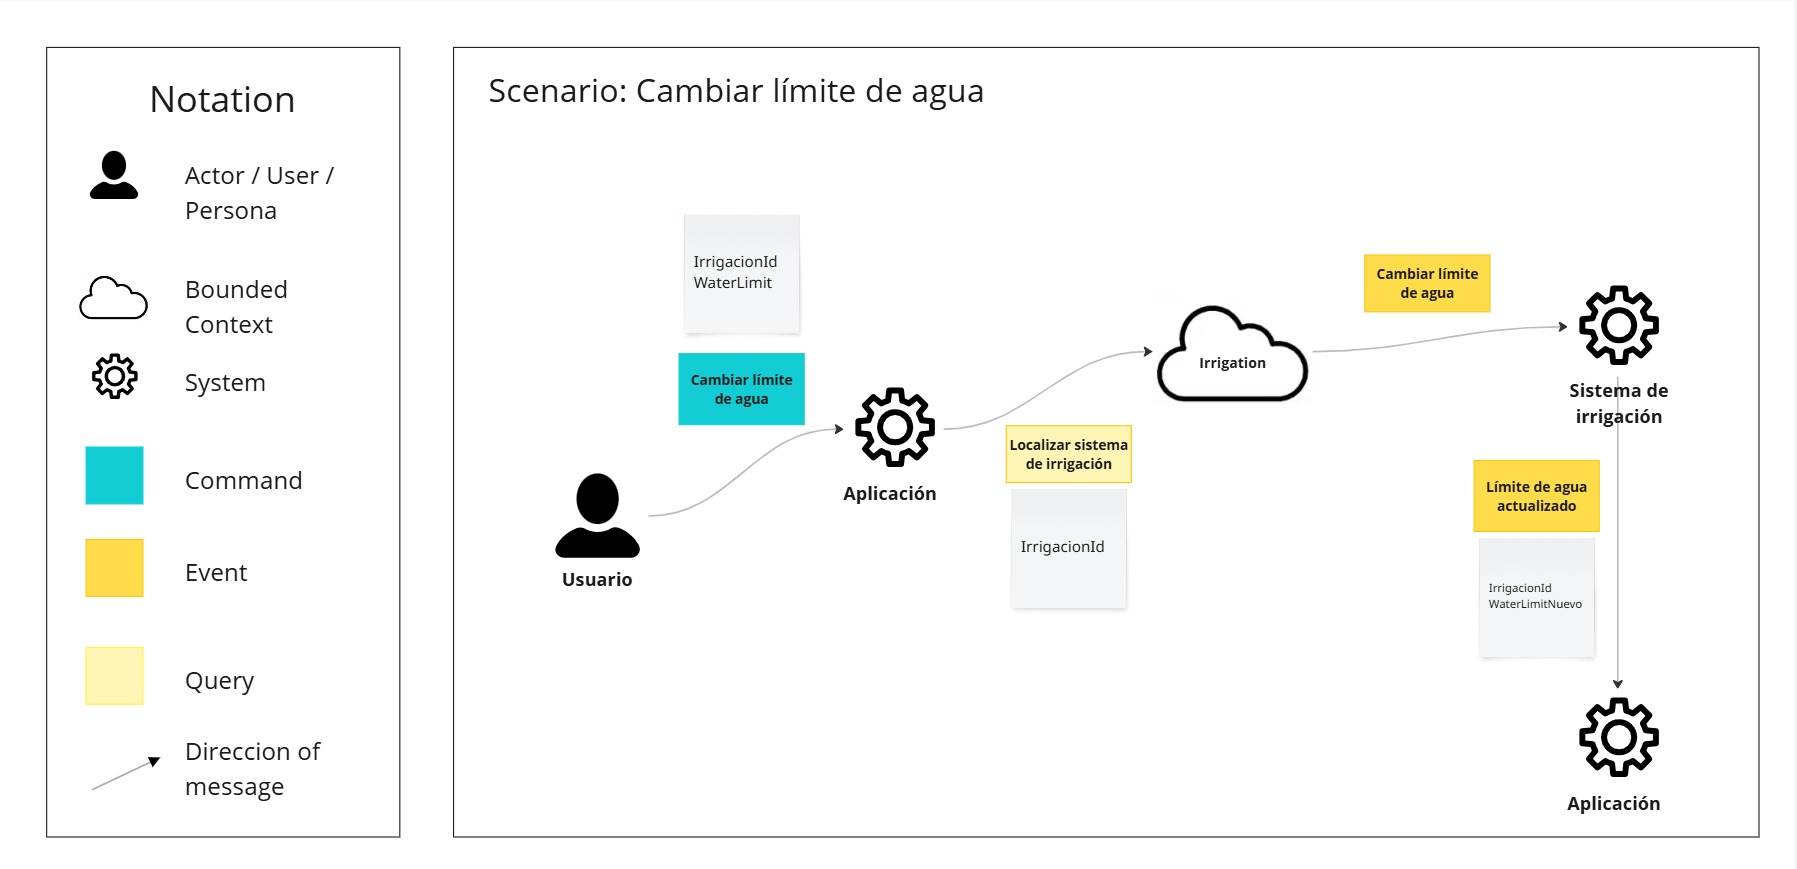 Notation
Actor / User /
Persona
Bounded
Context
System
Command
Event
Query
Direccion of
message
Scenario: Cambiar límite de agua
IrrigacionId
WaterLimit
Cambiar límite
de agua
Usuario
Aplicación
Localizar sistema
de irrigación
IrrigacionId
Irrigation
Cambiar límite
de agua
Sistema de
irrigación
Límite de agua
actualizado
IrrigacionId
WaterLimitNuevo
Aplicación